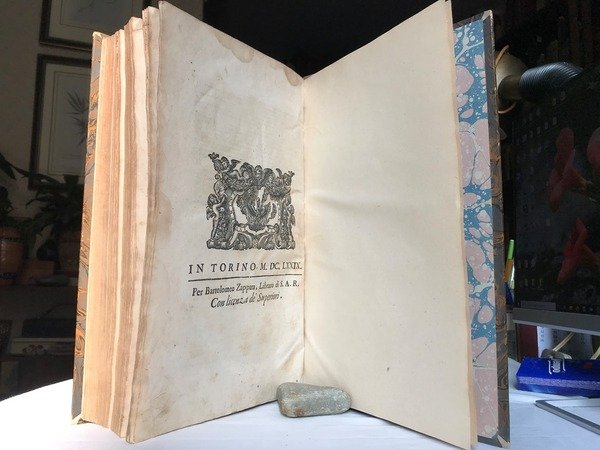 IN TORINO M. DC. LXXIX.
Per Bartolomeo Zappata, Libraro di S. A. R.
Con licenza de' Superiori.